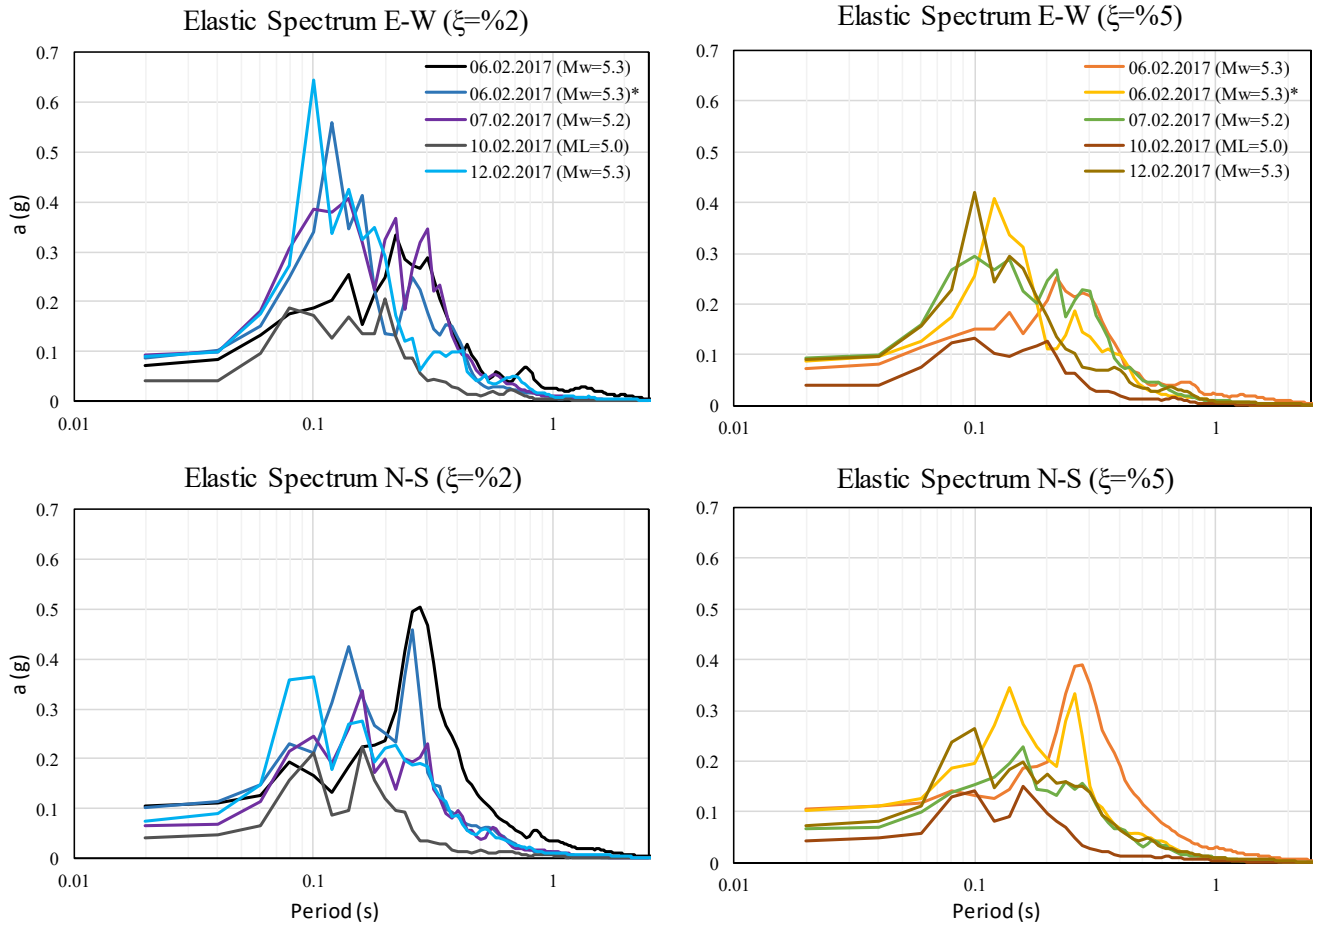 Elastic Spectrum E-W (ξ=%2)
0.7
0.6
0.5
0.4
0.3
0.2
0.1
0
a (g)
0.01
0.1
1
06.02.2017 (Mw=5.3)
06.02.2017 (Mw=5.3)*
07.02.2017 (Mw=5.2)
10.02.2017 (ML=5.0)
12.02.2017 (Mw=5.3)
Elastic Spectrum E-W (ξ=%5)
0.7
0.6
0.5
0.4
0.3
0.2
0.1
0
0.01
0.1
1
06.02.2017 (Mw=5.3)
06.02.2017 (Mw=5.3)*
07.02.2017 (Mw=5.2)
10.02.2017 (ML=5.0)
12.02.2017 (Mw=5.3)
Elastic Spectrum N-S (ξ=%2)
0.7
0.6
0.5
0.4
0.3
0.2
0.1
0
a (g)
0.01
0.1
1
Period (s)
Elastic Spectrum N-S (ξ=%5)
0.7
0.6
0.5
0.4
0.3
0.2
0.1
0
0.01
0.1
1
Period (s)